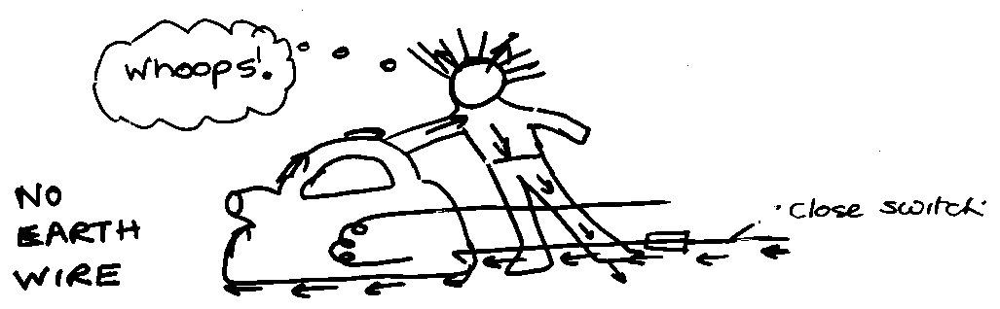 Whoops!
NO
EARTH
WIRE
close switch